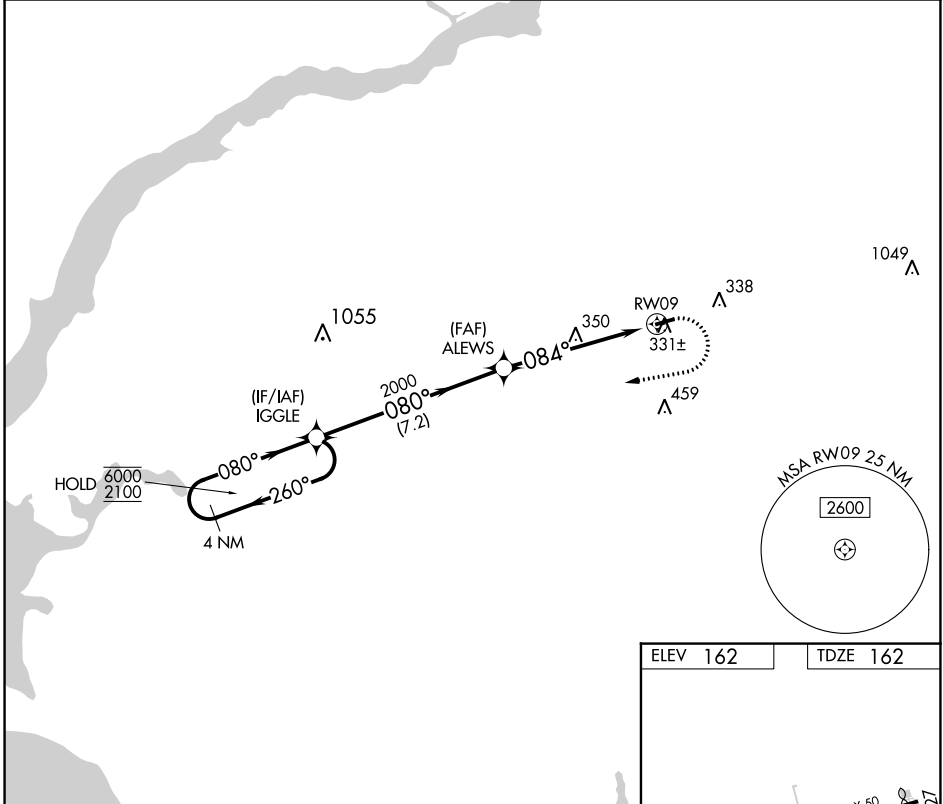 1049
338
RW09
1055
350
(FAF)
ALEWS
331±
084°
(IF/IAF)
IGGLE
2000
080°
(7.2)
459
080°
HOLD 6000
2100
260°
4 NM
MSA RW09 25 NM
2600
ELEV 162
TDZE 162